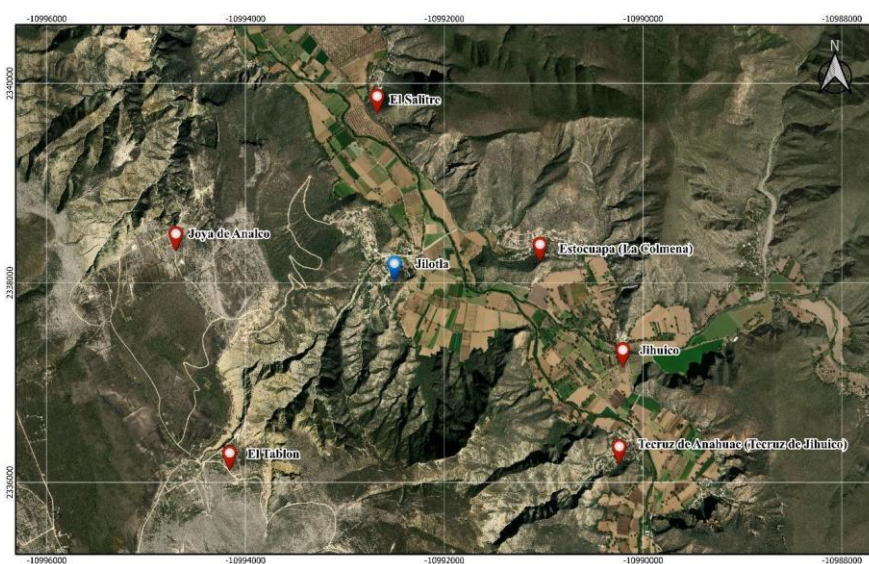 -10996000
-10994000
-10992000
-10990000
-10988000
N
2340000
El Salitre
Joya de Analco
Estocuapa (La Colmena)
Jilotla
2338000
Jihuico
Tecruz de Anahuac (Tecruz de Jihuico)
El Tablon
2336000
-10996000
-10994000
-10992000
-10990000
-10988000